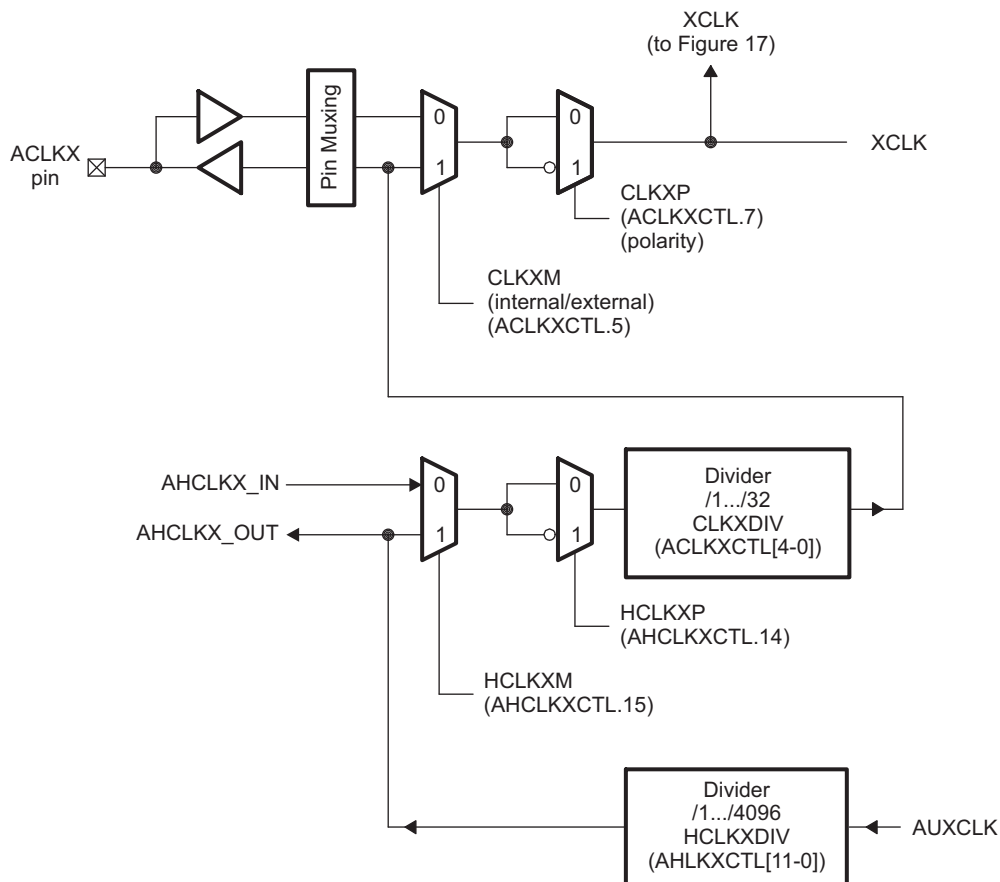 XCLK
(to Figure 17)
ACLKX
pin
Pin Muxing
0
1
0
1
XCLK
CLKXP
(ACLKXCTL.7)
(polarity)
CLKXM
(internal/external)
(ACLKXCTL.5)
AHCLKX_IN
AHCLKX_OUT
0
1
0
1
Divider
/1.../32
CLKXDIV
(ACLKXCTL[4-0])
HCLKXP
(AHCLKXCTL.14)
HCLKXM
(AHCLKXCTL.15)
Divider
/1.../4096
HCLKXDIV
(AHLKXCTL[11-0])
AUXCLK